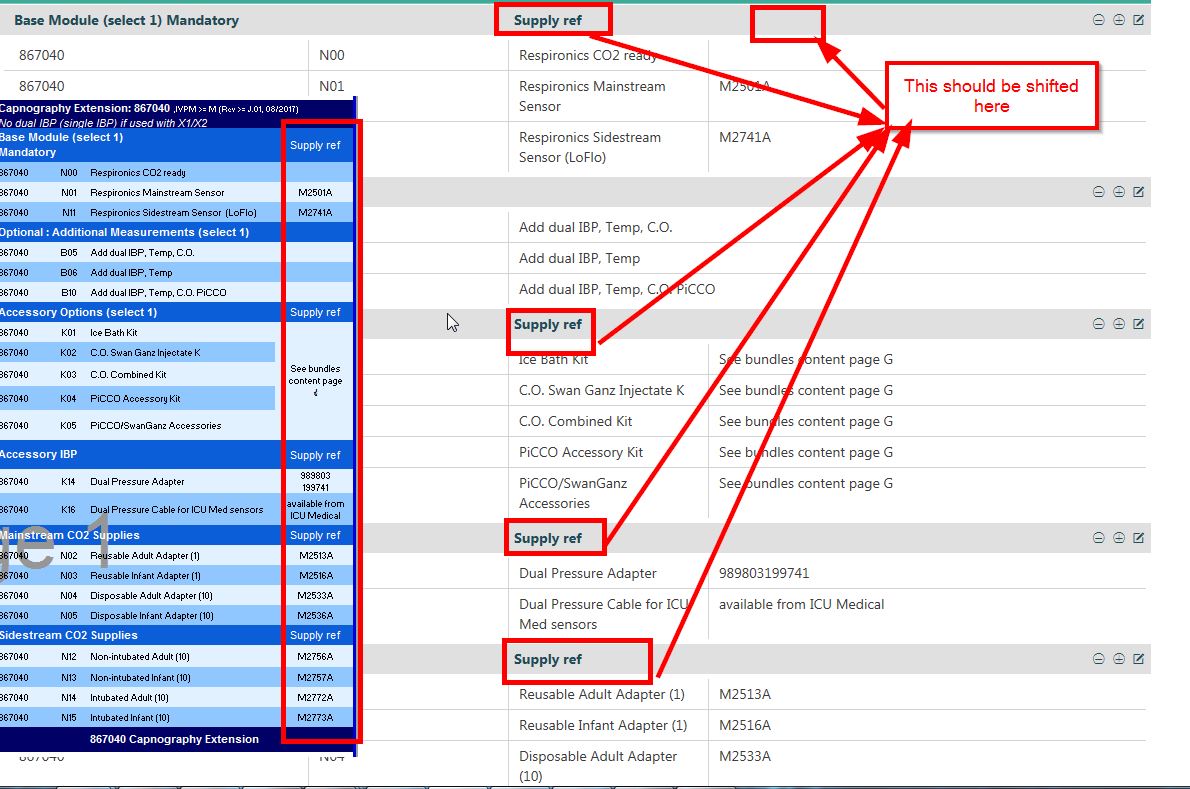 Base Module (select 1) Mandatory Supply ref
867040 N00 Respironics CO2 ready
867040 N01 Respironics Mainstream M2501A
Sensor
Respironics Sidestream M2741A
Sensor (LoFlo)
Add dual IBP, Temp, C.O.
Add dual IBP, Temp
Add dual IBP, Temp, C.O. PiCCO
Supply ref
Ice Bath Kit See bundles content page G
C.O. Swan Ganz Injectate K See bundles content page G
C.O. Combined Kit See bundles content page G
PiCCO Accessory Kit See bundles content page G
PiCCO/SwanGanz See bundles content page G
Accessories
Supply ref
Dual Pressure Adapter 989803199741
Dual Pressure Cable for ICU available from ICU Medical
Med sensors
Supply ref
Reusable Adult Adapter (1) M2513A
Reusable Infant Adapter (1) M2516A
867040 N04 Disposable Adult Adapter M2533A
(10)
This should be shifted
here
Capnography Extension: 867040 ,IVPM >= M (Rev >= J.01, 08/2017)
No dual IBP (single IBP) if used with X1/X2
Base Module (select 1)
Mandatory Supply ref
867040 N00 Respironics CO2 ready
867040 N01 Respironics Mainstream Sensor M2501A
867040 N11 Respironics Sidestream Sensor (LoFlo) M2741A
Optional : Additional Measurements (select 1)
867040 B05 Add dual IBP, Temp, C.O.
867040 B06 Add dual IBP, Temp
867040 B10 Add dual IBP, Temp, C.O. PiCCO
Accessory Options (select 1) Supply ref
867040 K01 Ice Bath Kit
867040 K02 C.O. Swan Ganz Injectate K
867040 K03 C.O. Combined Kit
867040 K04 PiCCO Accessory Kit
867040 K05 PiCCO/SwanGanz Accessories
See bundles
content page
Accessory IBP Supply ref
867040 K14 Dual Pressure Adapter 989803
199741
867040 K16 Dual Pressure Cable for ICU Med sensors available from
ICU Medical
Mainstream CO2 Supplies Supply ref
867040 N02 Reusable Adult Adapter (1) M2513A
867040 N03 Reusable Infant Adapter (1) M2516A
867040 N04 Disposable Adult Adapter (10) M2533A
867040 N05 Disposable Infant Adapter (10) M2536A
Sidestream CO2 Supplies Supply ref
867040 N12 Non-intubated Adult (10) M2756A
867040 N13 Non-intubated Infant (10) M2757A
867040 N14 Intubated Adult (10) M2772A
867040 N15 Intubated Infant (10) M2773A
867040 Capnography Extension
ge 1